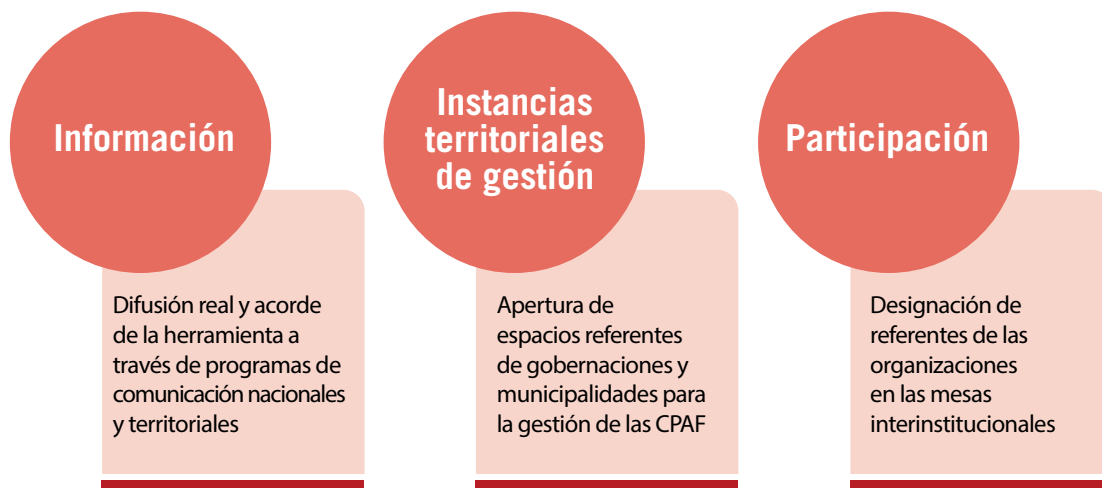 Información
Difusión real y acorde
de la herramienta a
través de programas de
comunicación nacionales
y territoriales
Instancias
territoriales
de gestión
Apertura de
espacios referentes
de gobernaciones y
municipalidades para
la gestión de las CPAF
Participación
Designación de
referentes de las
organizaciones
en las mesas
interinstitucionales